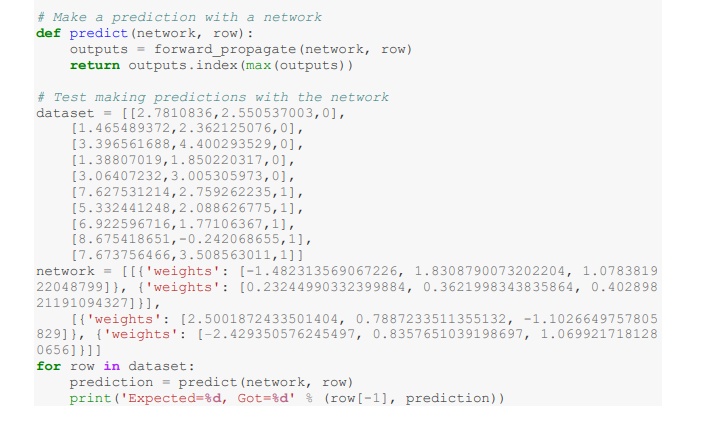 # Make a prediction with a network
def predict(network, row):
    outputs = forward_propagate(network, row)
    return outputs.index(max(outputs))
# Test making predictions with the network
dataset = [[2.7810836,2.550537003,0],
    [1.465489372,2.362125076,0],
    [3.396561688,4.400293529,0],
    [1.38807019,1.850220317,0],
    [3.06407232,3.005305973,0],
    [7.627531214,2.759262235,1],
    [5.332441248,2.088626775,1],
    [6.922596716,1.77106367,1],
    [8.675418651,-0.242068655,1],
    [7.673756466,3.508563011,1]]
network = [[{'weights': [-1.482313569067226, 1.8308790073202204, 1.0783819
22048799]}, {'weights': [0.23244990332399884, 0.3621998343835864, 0.402898
21191094327]}],
    [{'weights': [2.5001872433501404, 0.7887233511355132, -1.1026649757805
829]}, {'weights': [-2.429350576245497, 0.8357651039198697, 1.069921718128
0656]}]]
for row in dataset:
    prediction = predict(network, row)
    print('Expected=%d, Got=%d' % (row[-1], prediction))